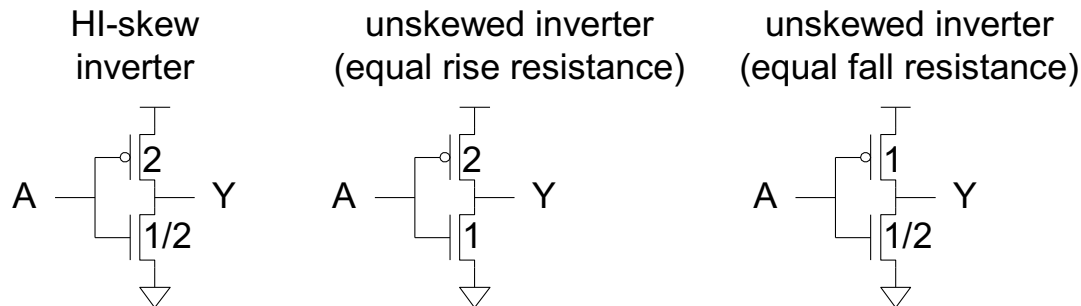 HI-skew
inverter
unskewed inverter
(equal rise resistance)
unskewed inverter
(equal fall resistance)
A
2
1/2
Y
A
2
1
Y
A
1
1/2
Y